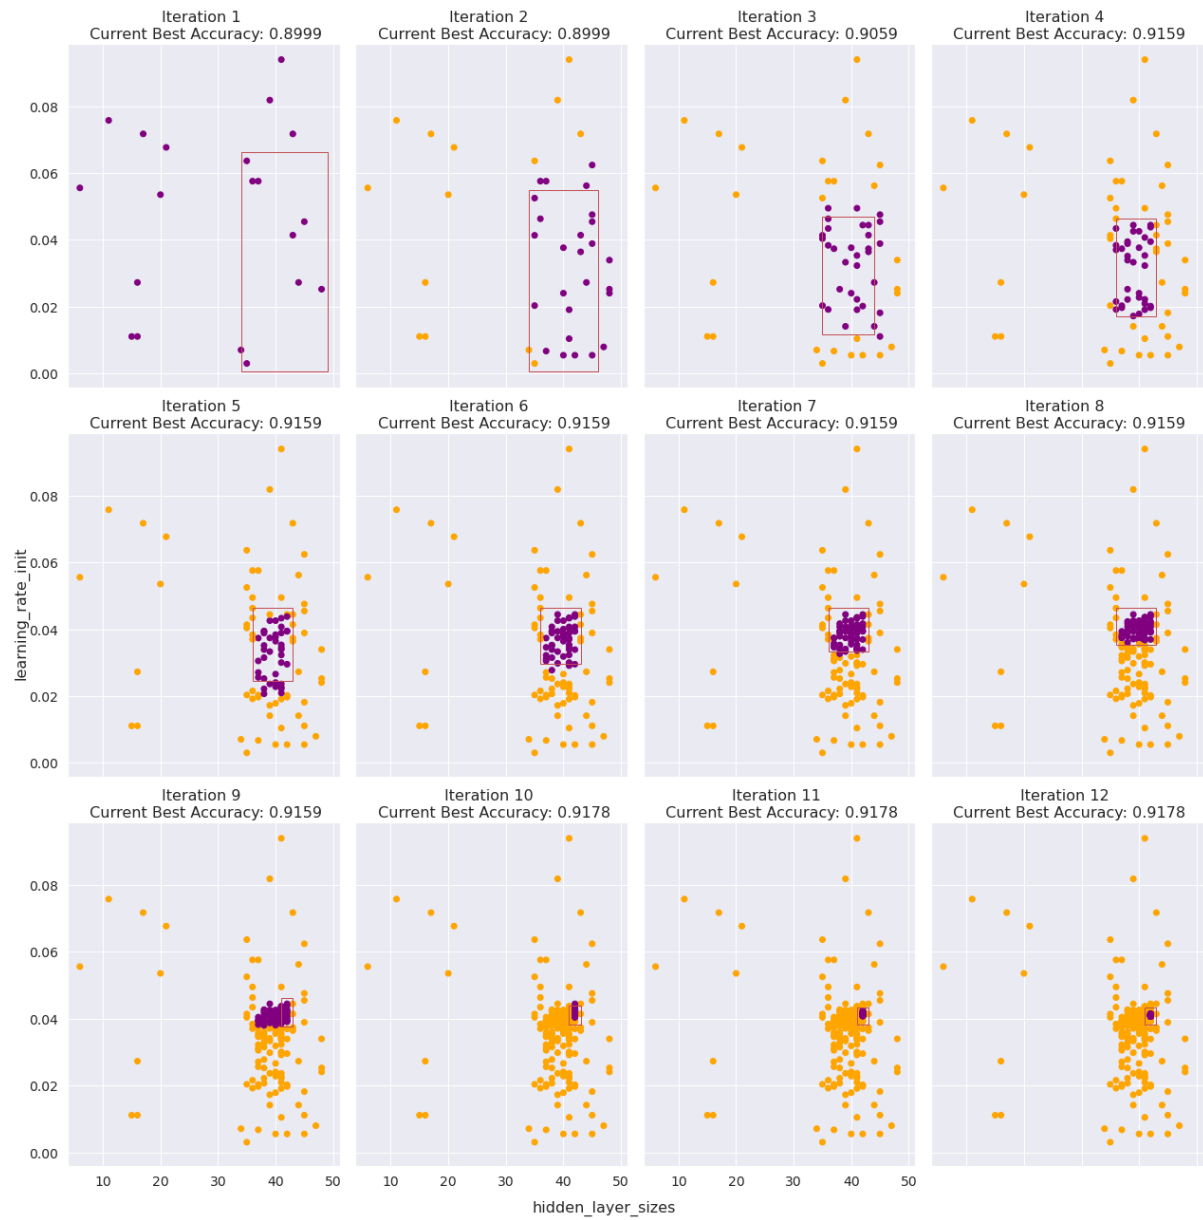 Iteration 1
Current Best Accuracy: 0.8999
Iteration 2
Current Best Accuracy: 0.8999
Iteration 3
Current Best Accuracy: 0.9059
Iteration 4
Current Best Accuracy: 0.9159
0.08
0.06
0.04
0.02
0.00
Iteration 5
Current Best Accuracy: 0.9159
Iteration 6
Current Best Accuracy: 0.9159
Iteration 7
Current Best Accuracy: 0.9159
Iteration 8
Current Best Accuracy: 0.9159
learning_rate_init
0.08
0.06
0.04
0.02
0.00
Iteration 9
Current Best Accuracy: 0.9159
Iteration 10
Current Best Accuracy: 0.9178
Iteration 11
Current Best Accuracy: 0.9178
Iteration 12
Current Best Accuracy: 0.9178
0.08
0.06
0.04
0.02
0.00
10 20 30 40 50
10 20 30 40 50
10 20 30 40 50
hidden_layer_sizes